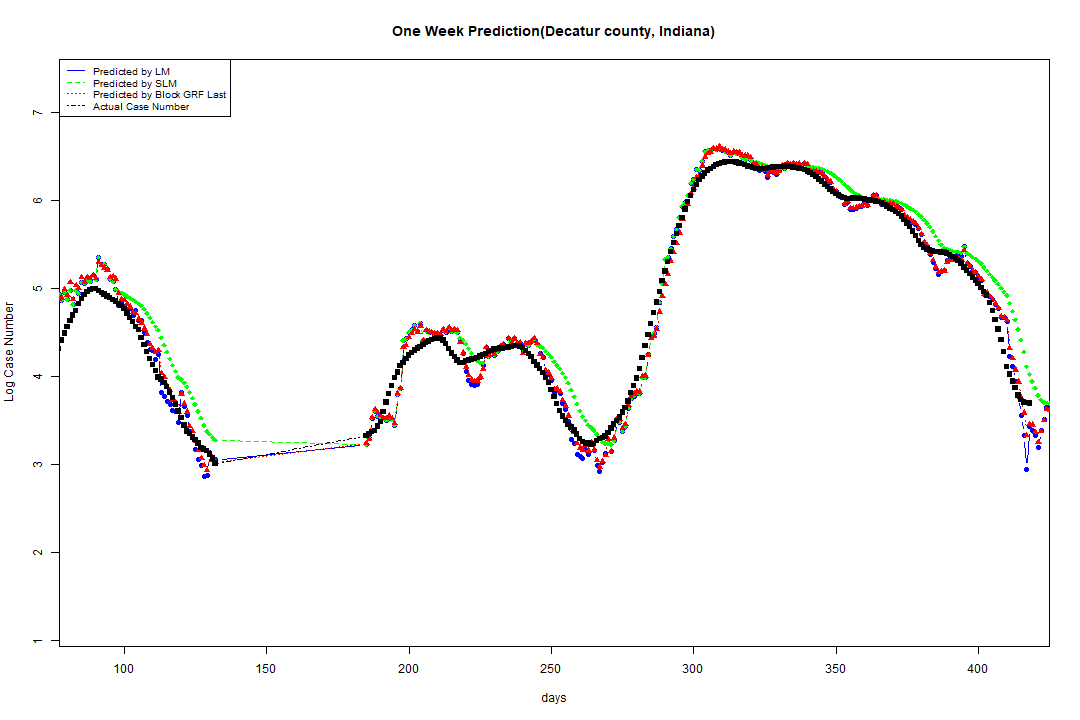 One Week Prediction(Decatur county, Indiana)
Predicted by LM
Predicted by SLM
Predicted by Block GRF Last
Actual Case Number
7
6
5
4
3
2
1
Log Case Number
100 150 200 250 300 350 400
days